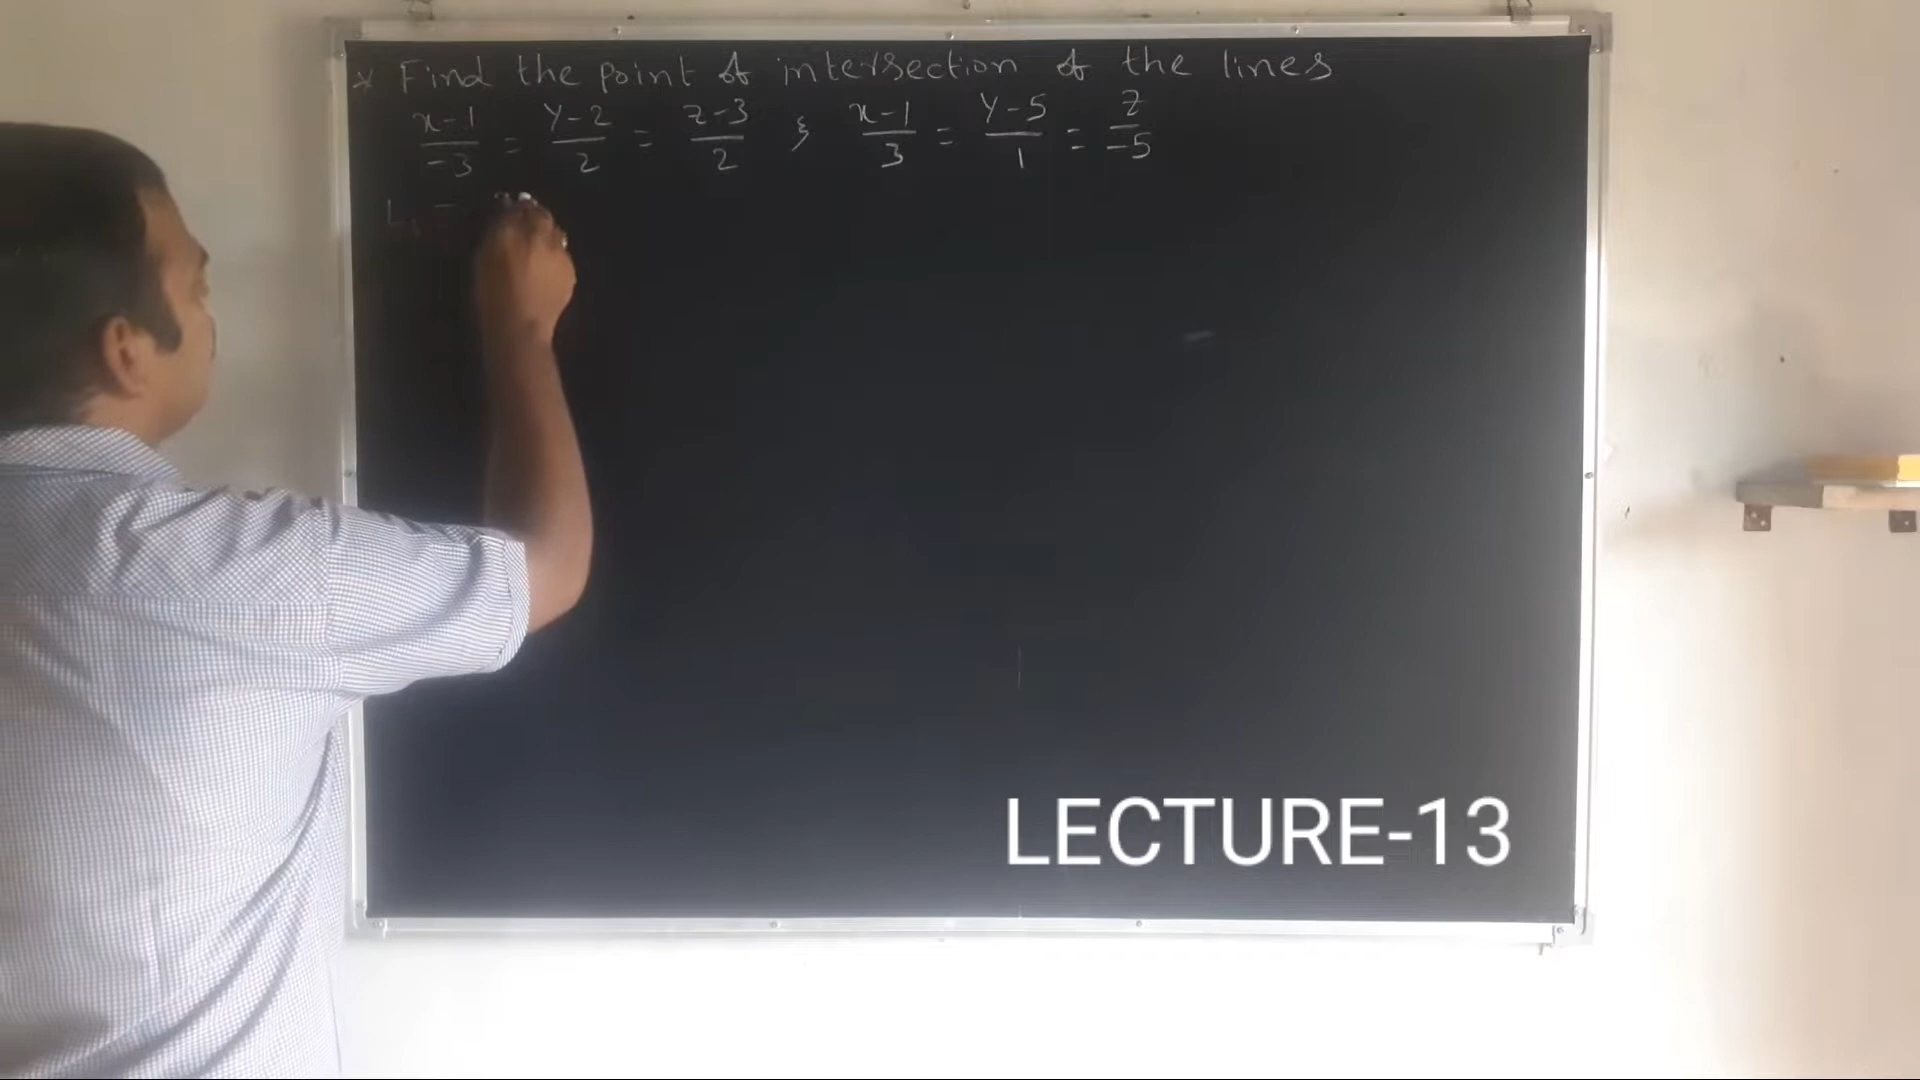 * Find the point of intersection of the lines
x-1/-3 = y-2/2 = z-3/2 & x-1/3 = y-5/1 = z/-5
L₁ =
LECTURE-13